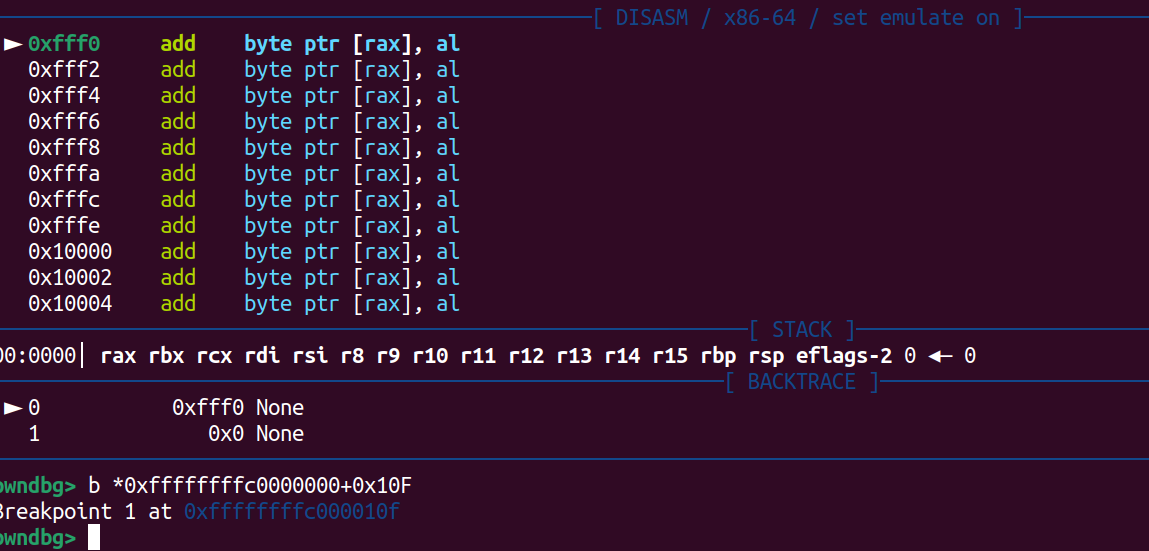 [ DISASM / x86-64 / set emulate on ]
► 0xfff0 add byte ptr [rax], al
0xfff2 add byte ptr [rax], al
0xfff4 add byte ptr [rax], al
0xfff6 add byte ptr [rax], al
0xfff8 add byte ptr [rax], al
0xfffa add byte ptr [rax], al
0xfffc add byte ptr [rax], al
0xfffe add byte ptr [rax], al
0x10000 add byte ptr [rax], al
0x10002 add byte ptr [rax], al
0x10004 add byte ptr [rax], al
[ STACK ]
00:0000│ rax rbx rcx rdi rsi r8 r9 r10 r11 r12 r13 r14 r15 rbp rsp eflags-2 0 ◄— 0
[ BACKTRACE ]
► 0 0xfff0 None
1 0x0 None
pwndbg> b *0xffffffffc0000000+0x10F
Breakpoint 1 at 0xffffffffc000010f
pwndbg>